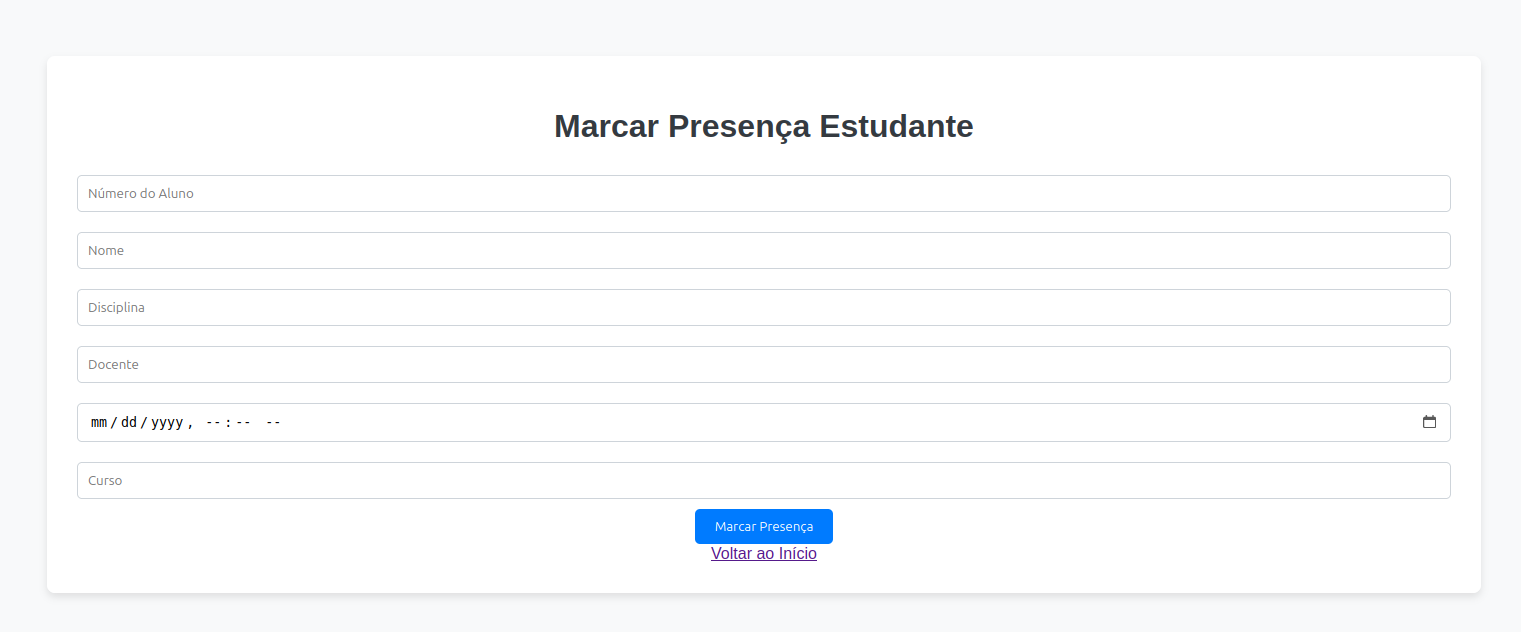 Marcar Presença Estudante
Número do Aluno
Nome
Disciplina
Docente
mm/dd/yyyy, --:-- --
Curso
Marcar Presença
Voltar ao Início